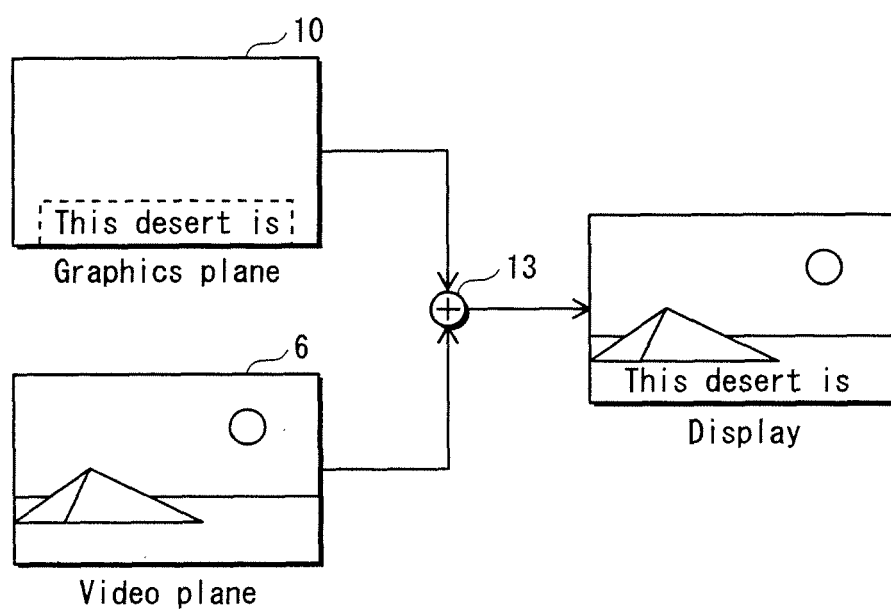 10
This desert is
Graphics plane
13
6
This desert is
Display
Video plane